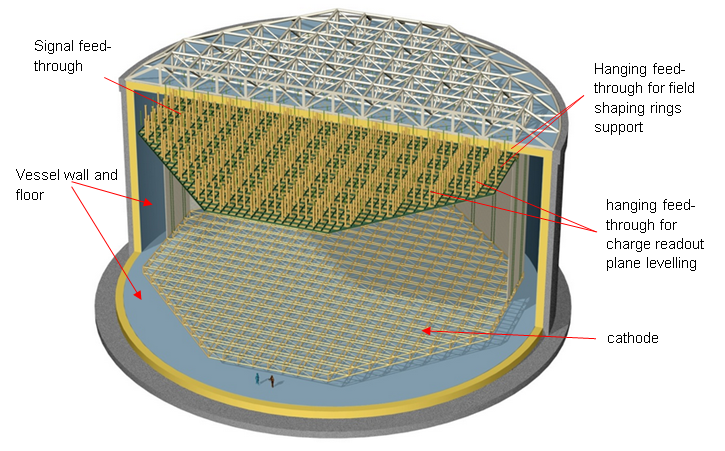 Signal feed-
through
Hanging feed-
through for field
shaping rings
support
Vessel wall and
floor
hanging feed-
through for
charge readout
plane levelling
cathode